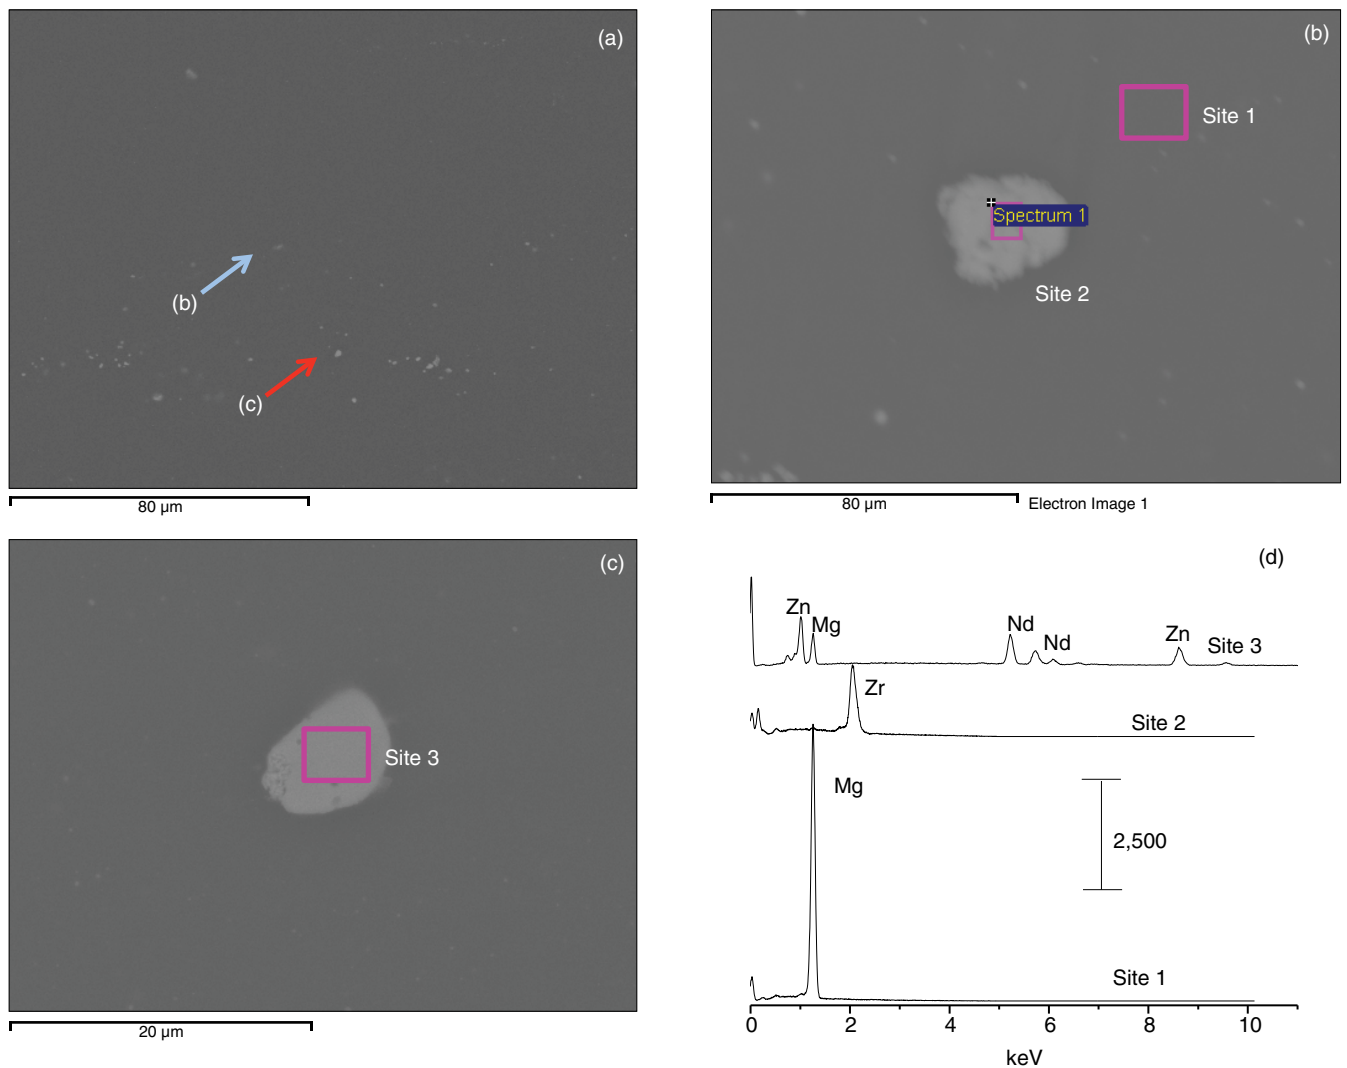 (a)
(b)
(c)
80 µm
(b)
Site 1
Spectrum 1
Site 2
80 µm
Electron Image 1
(c)
Site 3
20 µm
(d)
Zn
Mg
Nd
Nd
Zn
Site 3
Zr
Site 2
Mg
2,500
Site 1
0 2 4 6 8 10
keV